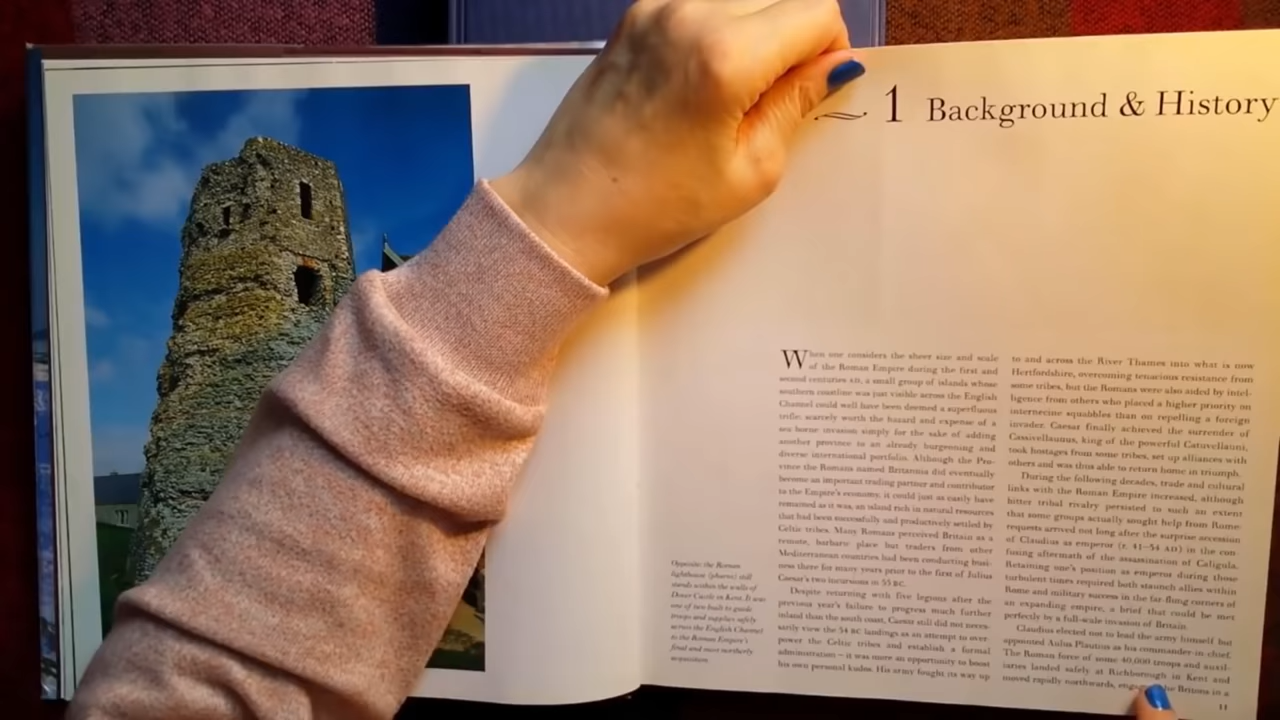 1 Background & History
When one considers the sheer size and scale
of the Roman Empire during the first and
second centuries AD, a small group of islands whose
southern coastline was just visible across the English
Channel could well have been deemed a superfluous
trifle, scarcely worth the hazard and expense of a
sea borne invasion simply for the sake of adding
another province to an already burgeoning and
diverse international portfolio. Although the Pro-
vince the Romans named Britannia did eventually
become an important trading partner and contributor
to the Empire's economy, it could just as easily have
remained as it was, an island rich in natural resources
that had been successfully and productively settled by
Celtic tribes. Many Romans perceived Britain as a
remote, barbaric place but traders from other
Mediterranean countries had been conducting busi-
ness there for many years prior to the first of Julius
Caesar's two incursions in 55 BC.
Despite returning with five legions after the
previous year's failure to progress much further
inland than the south coast, Caesar still did not neces-
sarily view the 54 BC landings as an attempt to over-
power the Celtic tribes and establish a formal
administration – it was more an opportunity to boost
his own personal kudos. His army fought its way up
to and across the River Thames into what is now
Hertfordshire, overcoming tenacious resistance from
some tribes, but the Romans were also aided by intel-
ligence from others who placed a higher priority on
internecine squabbles than on repelling a foreign
invader. Caesar finally achieved the surrender of
Cassivellaunus, king of the powerful Catuvellauni,
took hostages from some tribes, set up alliances with
others and was thus able to return home in triumph.
During the following decades, trade and cultural
links with the Roman Empire increased, although
bitter tribal rivalry persisted to such an extent
that some groups actually sought help from Rome:
requests arrived not long after the surprise accession
of Claudius as emperor (r. 41–54 AD) in the con-
fusing aftermath of the assassination of Caligula.
Retaining one's position as emperor during those
turbulent times required both staunch allies within
Rome and military success in the far-flung corners of
an expanding empire, a brief that could be met
perfectly by a full-scale invasion of Britain.
Claudius elected not to lead the army himself but
appointed Aulus Plautius as his commander-in-chief.
The Roman force of some 40,000 troops and auxil-
iaries landed safely at Richborough in Kent and
moved rapidly northwards, the Britons in a
Opposite: the Roman
lighthouse (pharos) still
stands within the walls of
Dover Castle in Kent. It was
one of two built to guide
troops and supplies safely
across the English Channel
to the Roman Empire's
final and most northerly
acquisition.
11